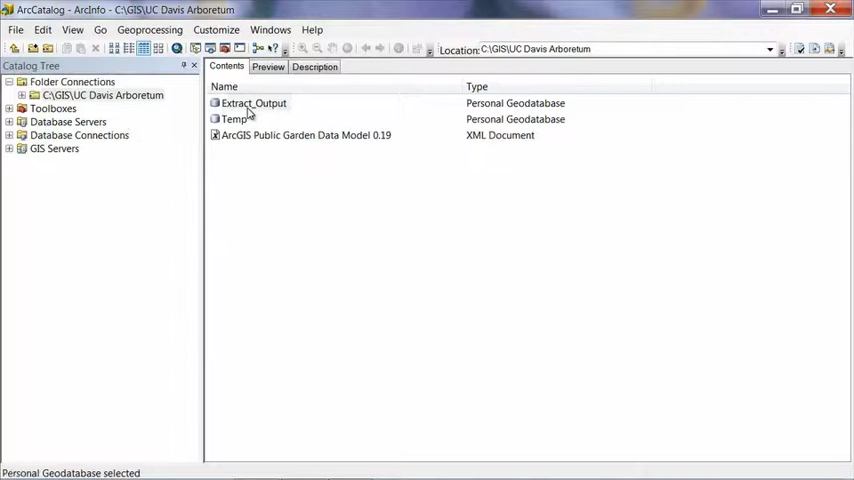 ArcCatalog - ArcInfo - C:\GIS\UC Davis Arboretum
File Edit View Go Geoprocessing Customize Windows Help
Location: C:\GIS\UC Davis Arboretum
Catalog Tree
Folder Connections
C:\GIS\UC Davis Arboretum
Toolboxes
Database Servers
Database Connections
GIS Servers
Contents Preview Description
Name Type
Extract_Output Personal Geodatabase
Temp Personal Geodatabase
ArcGIS Public Garden Data Model 0.19 XML Document
Personal Geodatabase selected